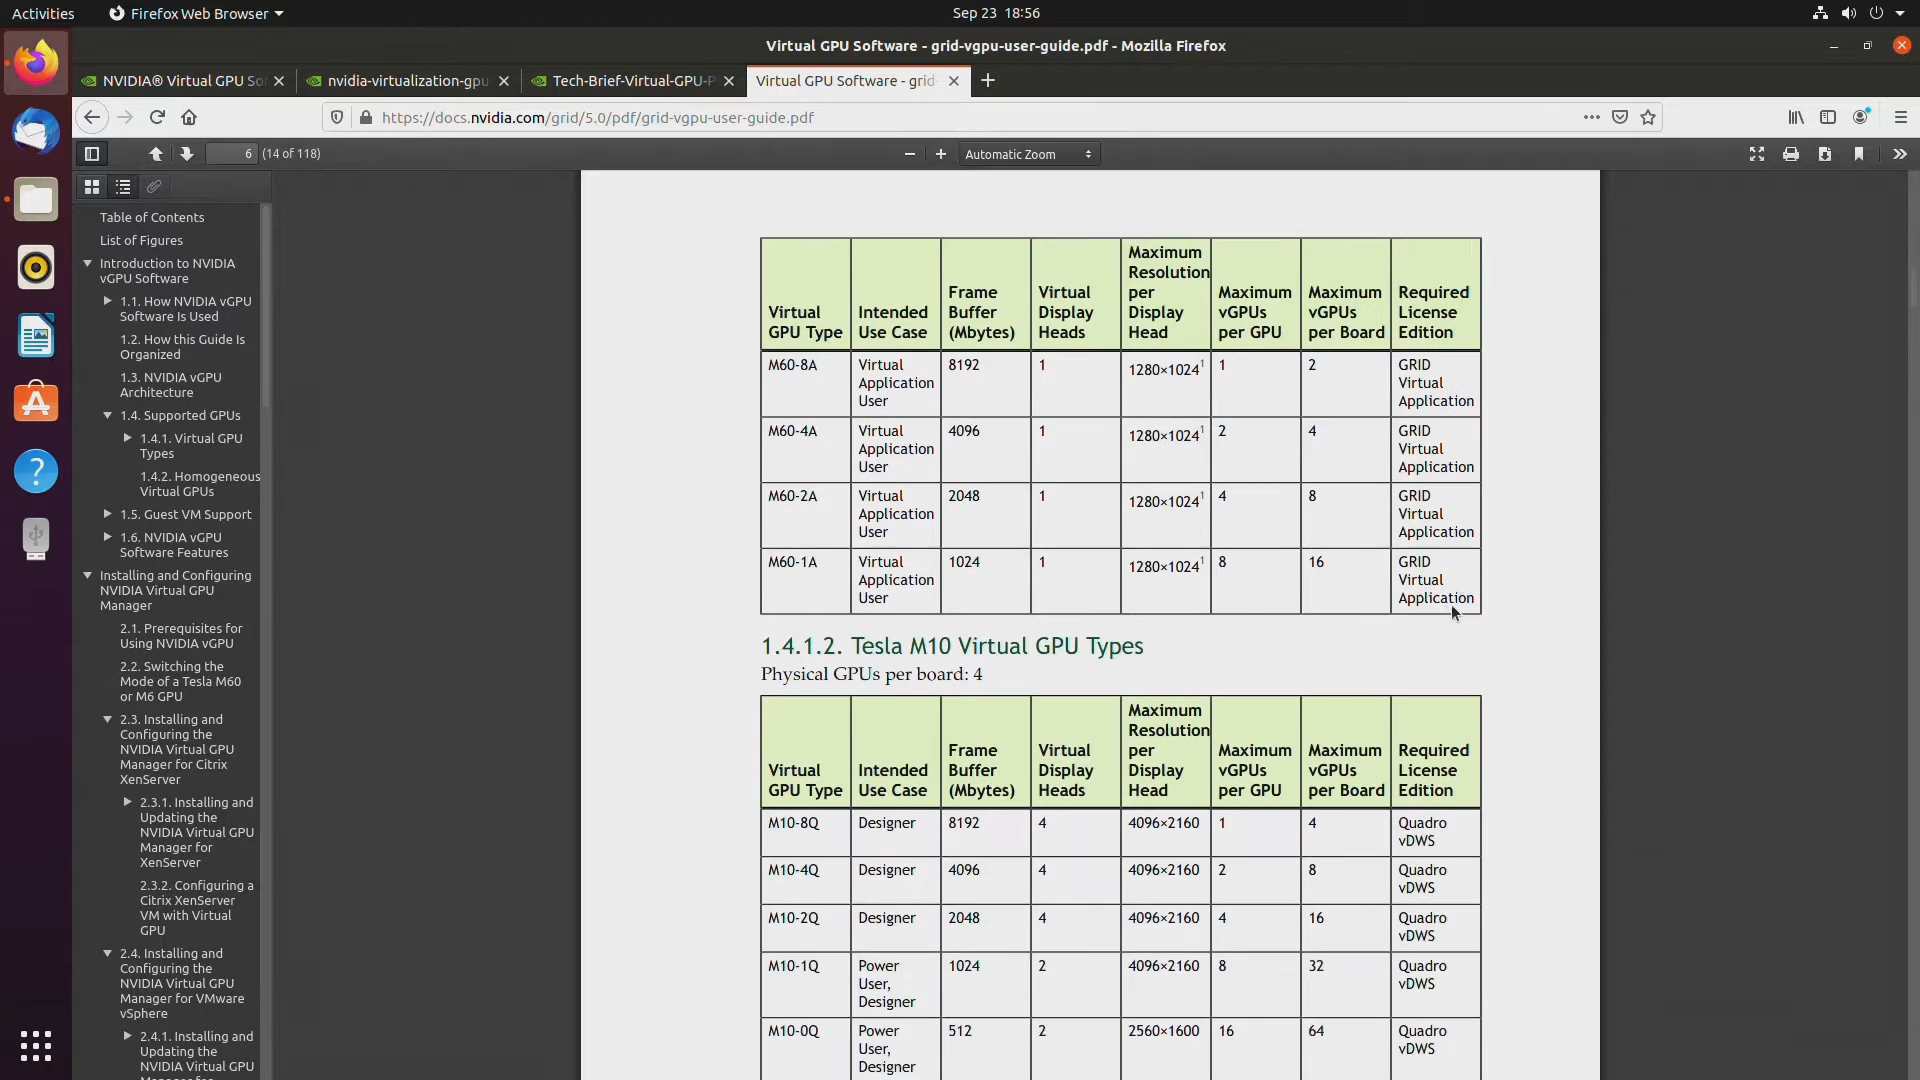 Activities
Firefox Web Browser
Sep 23 18:56
Virtual GPU Software - grid-vgpu-user-guide.pdf - Mozilla Firefox
NVIDIA® Virtual GPU So
nvidia-virtualization-gpu
Tech-Brief-Virtual-GPU-P
Virtual GPU Software - grid-
https://docs.nvidia.com/grid/5.0/pdf/grid-vgpu-user-guide.pdf
6 (14 of 118)
Automatic Zoom
Table of Contents
List of Figures
Introduction to NVIDIA
vGPU Software
1.1. How NVIDIA vGPU
Software Is Used
1.2. How this Guide Is
Organized
1.3. NVIDIA vGPU
Architecture
1.4. Supported GPUs
1.4.1. Virtual GPU
Types
1.4.2. Homogeneous
Virtual GPUs
1.5. Guest VM Support
1.6. NVIDIA vGPU
Software Features
Installing and Configuring
NVIDIA Virtual GPU
Manager
2.1. Prerequisites for
Using NVIDIA vGPU
2.2. Switching the
Mode of a Tesla M60
or M6 GPU
2.3. Installing and
Configuring the
NVIDIA Virtual GPU
Manager for Citrix
XenServer
2.3.1. Installing and
Updating the
NVIDIA Virtual GPU
Manager for
XenServer
2.3.2. Configuring a
Citrix XenServer
VM with Virtual
GPU
2.4. Installing and
Configuring the
NVIDIA Virtual GPU
Manager for VMware
vSphere
2.4.1. Installing and
Updating the
NVIDIA Virtual GPU
Manager for
Maximum
Resolution
Frame Virtual per Maximum Maximum Required
Virtual Intended Buffer Display Display vGPUs vGPUs License
GPU Type Use Case (Mbytes) Heads Head per GPU per Board Edition
M60-8A Virtual 8192 1 1280×1024¹ 1 2 GRID
Application Virtual
User Application
M60-4A Virtual 4096 1 1280×1024¹ 2 4 GRID
Application Virtual
User Application
M60-2A Virtual 2048 1 1280×1024¹ 4 8 GRID
Application Virtual
User Application
M60-1A Virtual 1024 1 1280×1024¹ 8 16 GRID
Application Virtual
User Application
1.4.1.2. Tesla M10 Virtual GPU Types
Physical GPUs per board: 4
Maximum
Resolution
Frame Virtual per Maximum Maximum Required
Virtual Intended Buffer Display Display vGPUs vGPUs License
GPU Type Use Case (Mbytes) Heads Head per GPU per Board Edition
M10-8Q Designer 8192 4 4096×2160 1 4 Quadro
vDWS
M10-4Q Designer 4096 4 4096×2160 2 8 Quadro
vDWS
M10-2Q Designer 2048 4 4096×2160 4 16 Quadro
vDWS
M10-1Q Power 1024 2 4096×2160 8 32 Quadro
User, vDWS
Designer
M10-0Q Power 512 2 2560×1600 16 64 Quadro
User, vDWS
Designer